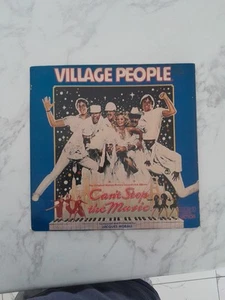 VILLAGE PEOPLE
Can't Stop
the Music